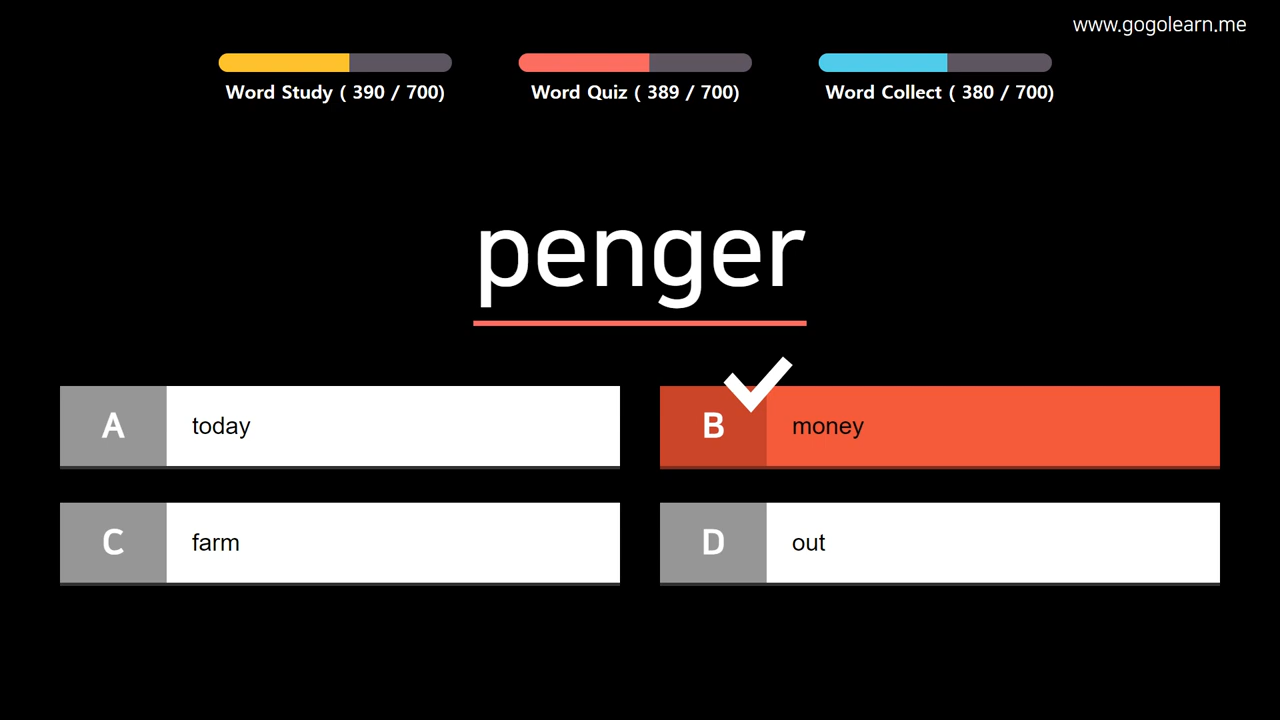 www.gogolearn.me
Word Study ( 390 / 700)
Word Quiz ( 389 / 700)
Word Collect ( 380 / 700)
penger
A today
B money
C farm
D out